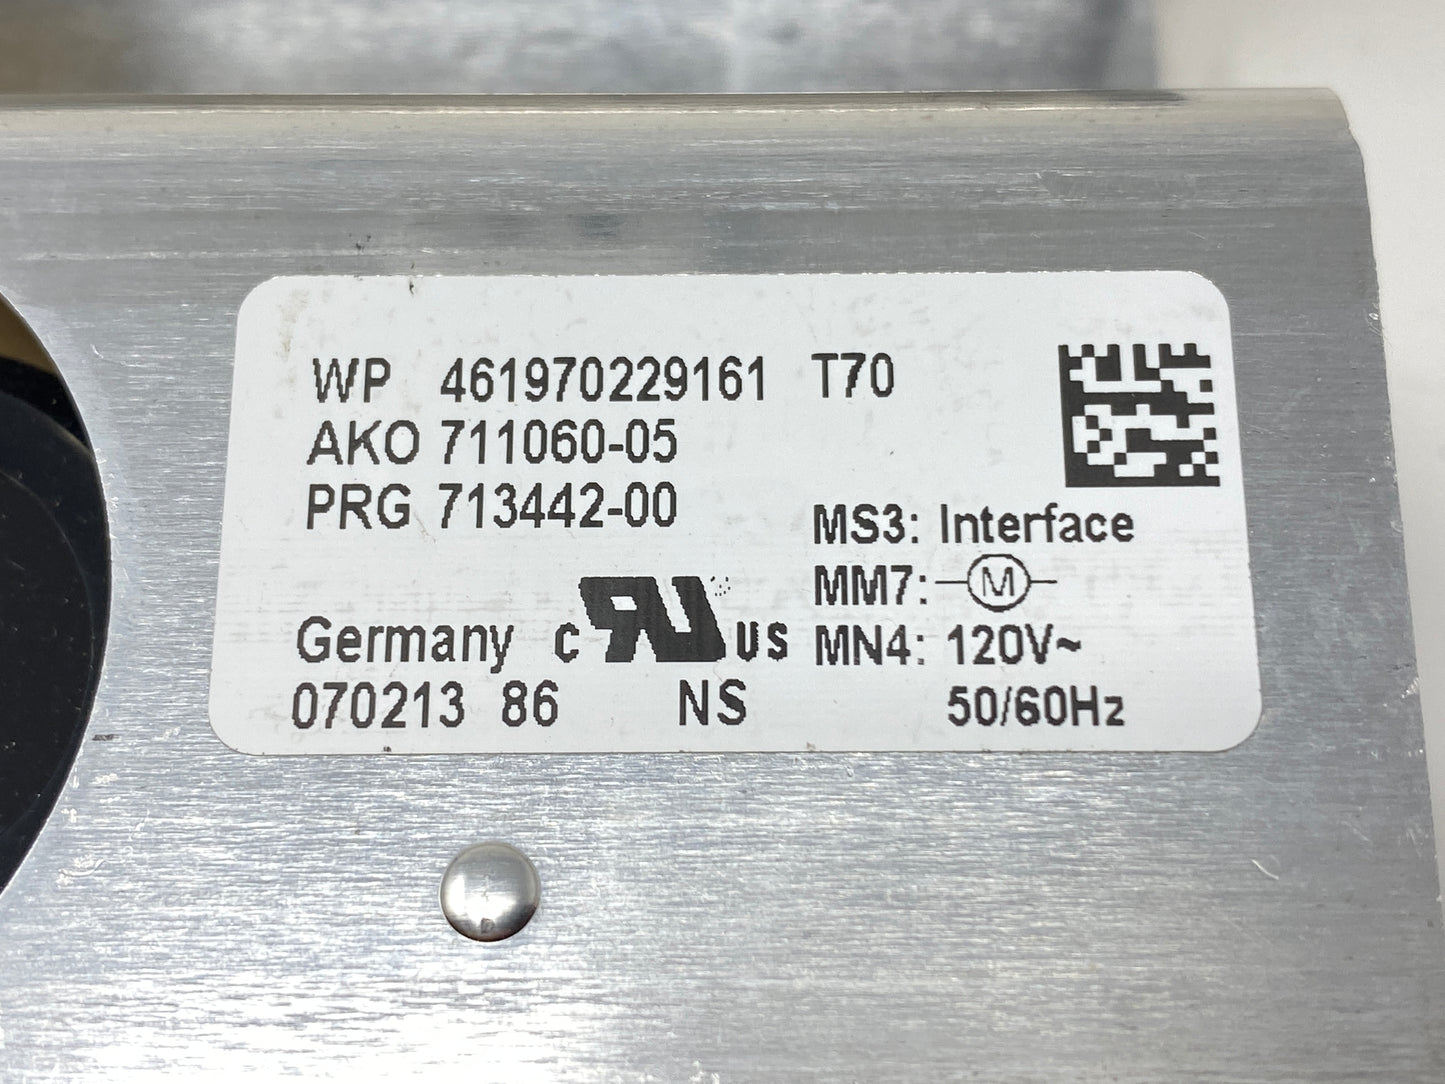 WP 461970229161 T70
AKO 711060-05
PRG 713442-00
MS3: Interface
MM7: M
Germany c RU US
MN4: 120V~
070213 86 NS
50/60Hz